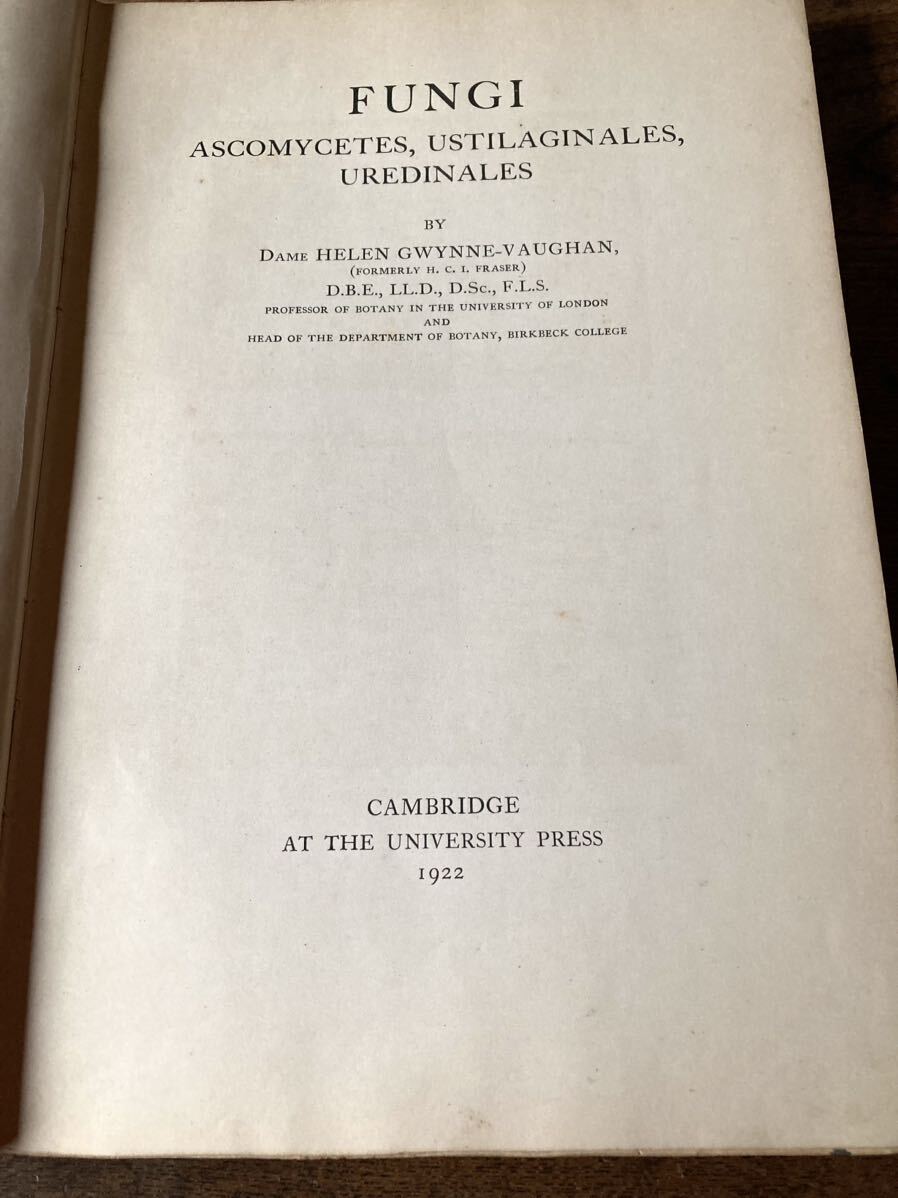 FUNGI
ASCOMYCETES, USTILAGINALES,
UREDINALES
BY
DAME HELEN GWYNNE-VAUGHAN,
(FORMERLY H. C. I. FRASER)
D.B.E., LL.D., D.Sc., F.L.S.
PROFESSOR OF BOTANY IN THE UNIVERSITY OF LONDON
AND
HEAD OF THE DEPARTMENT OF BOTANY, BIRKBECK COLLEGE
CAMBRIDGE
AT THE UNIVERSITY PRESS
1922